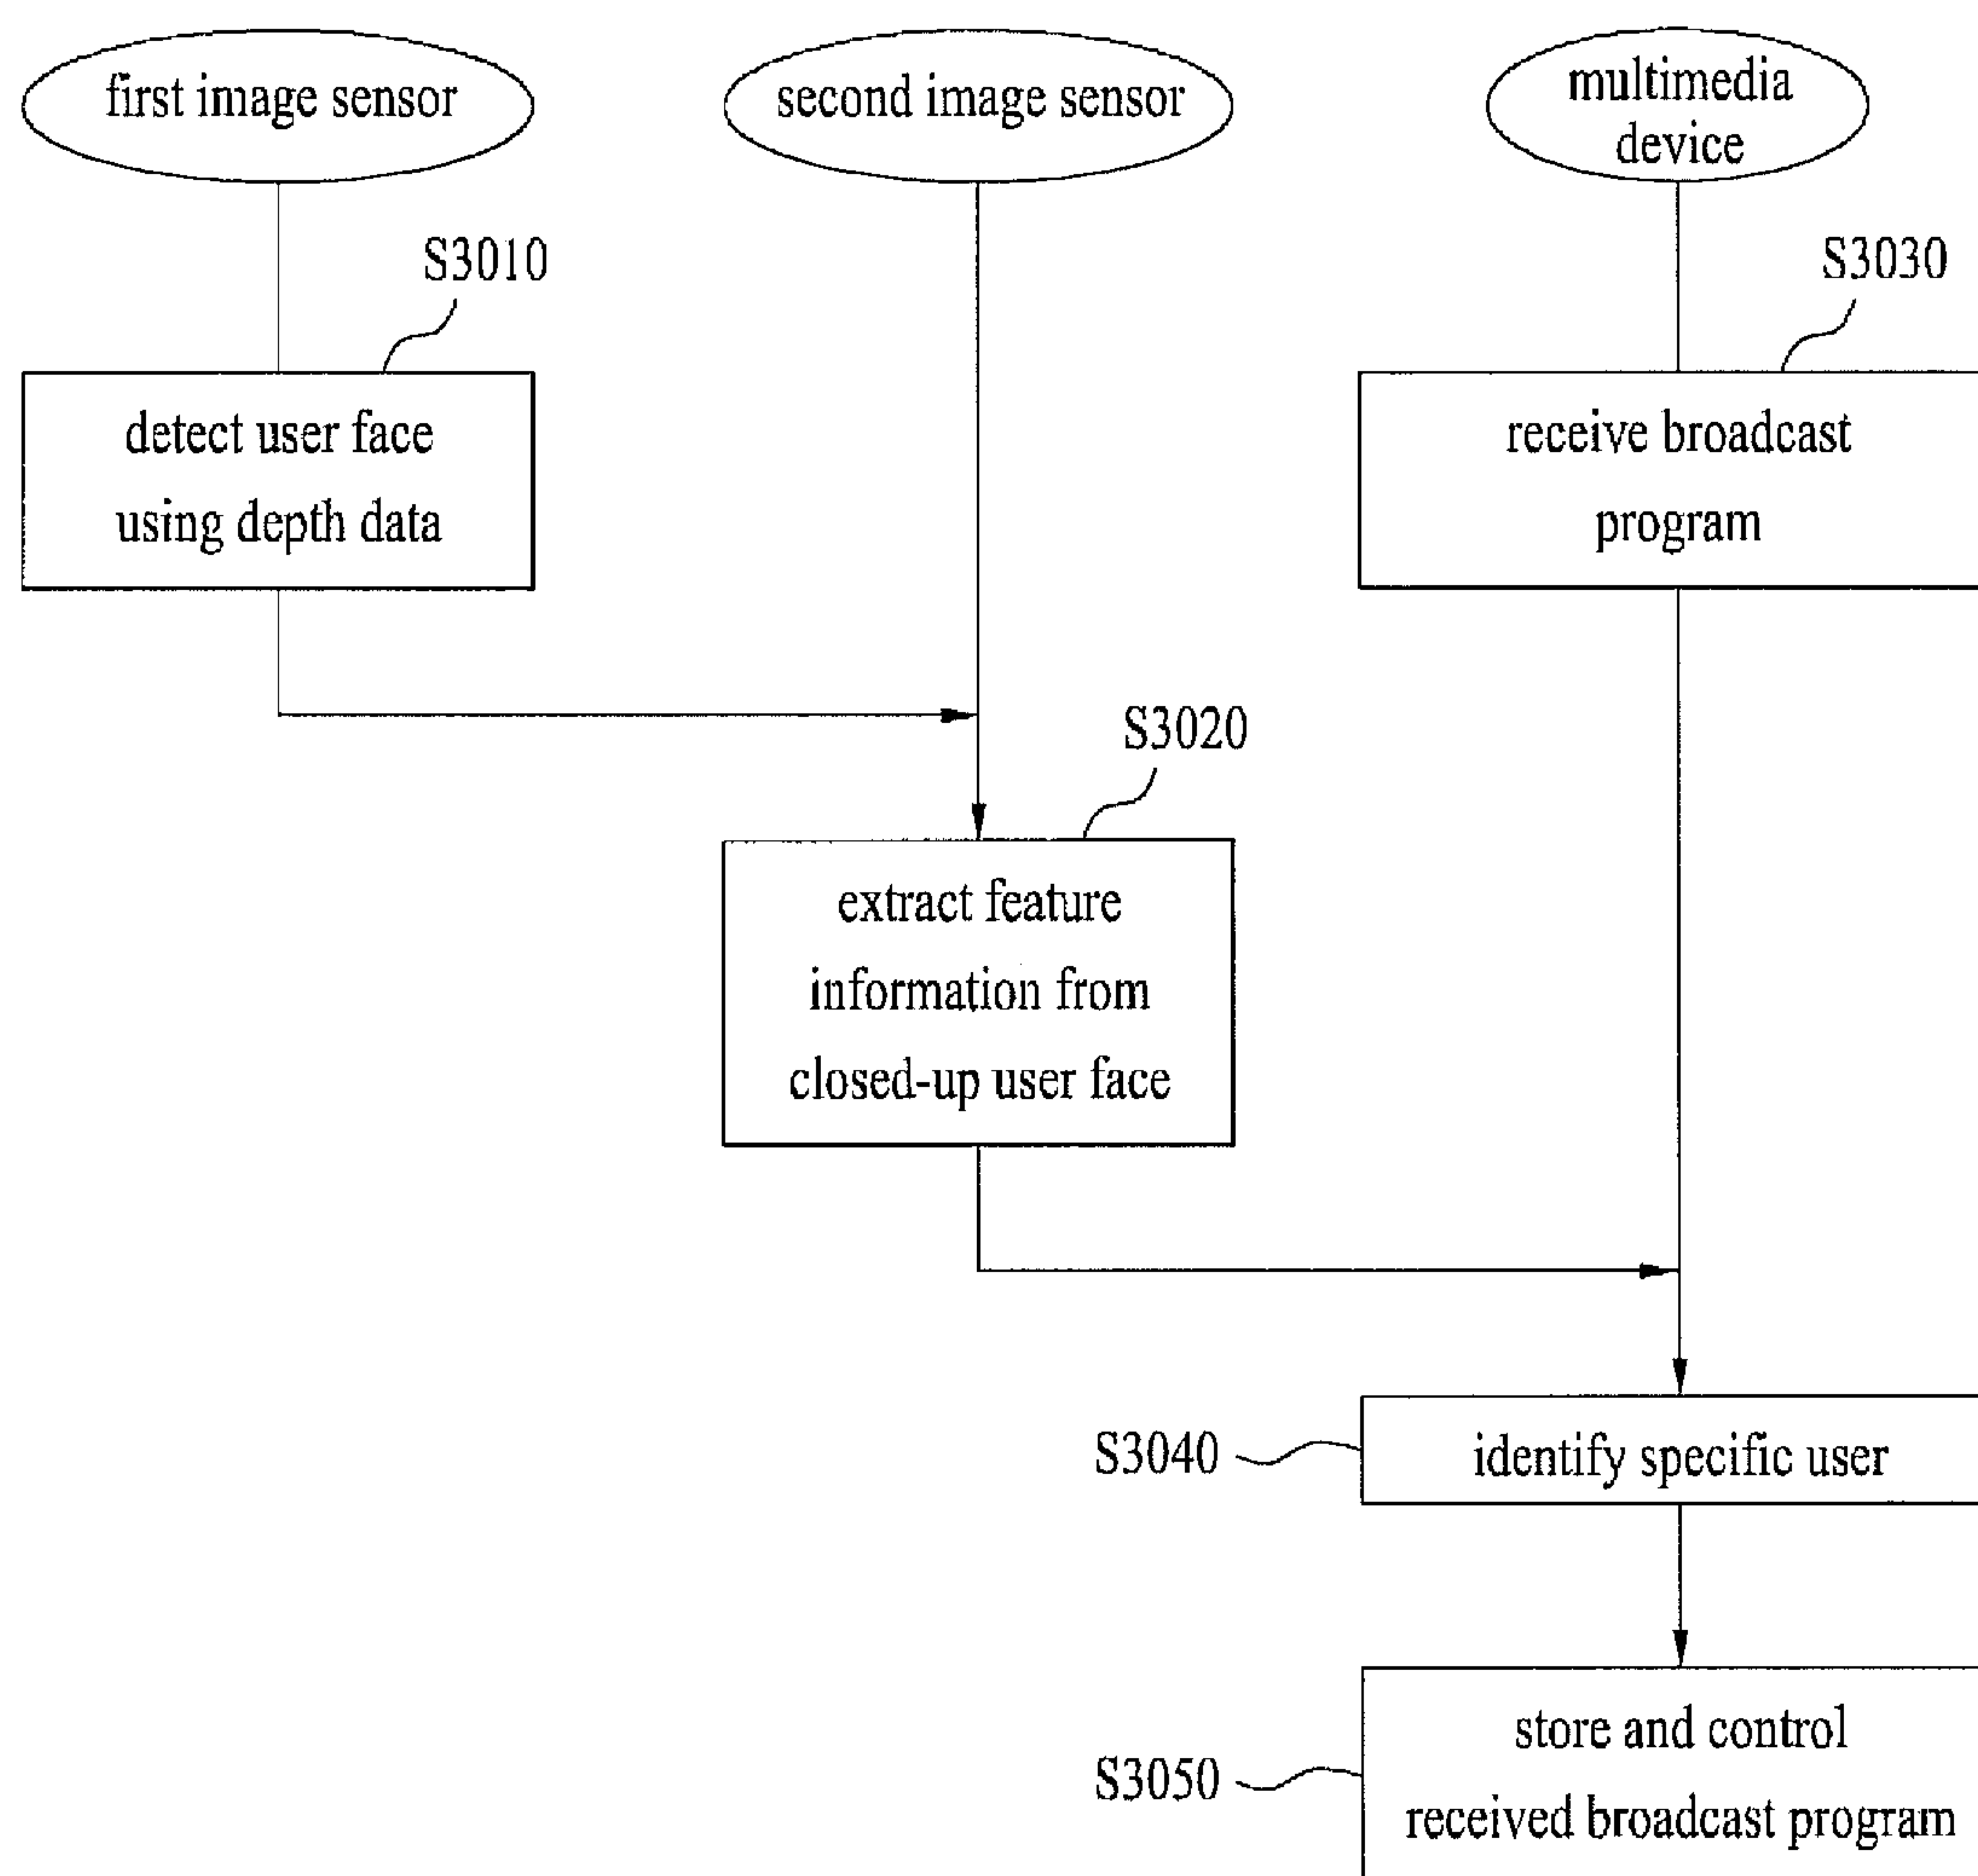 first image sensor
second image sensor
multimedia
device
S3010
S3030
detect user face
using depth data
receive broadcast
program
S3020
extract feature
information from
closed-up user face
S3040
identify specific user
S3050
store and control
received broadcast program